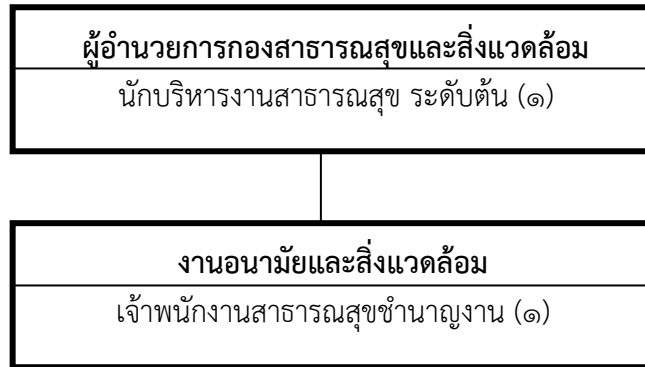 ผู้อำนวยการกองสาธารณสุขและสิ่งแวดล้อม
นักบริหารงานสาธารณสุข ระดับต้น (๑)
งานอนามัยและสิ่งแวดล้อม
เจ้าพนักงานสาธารณสุขชำนาญงาน (๑)